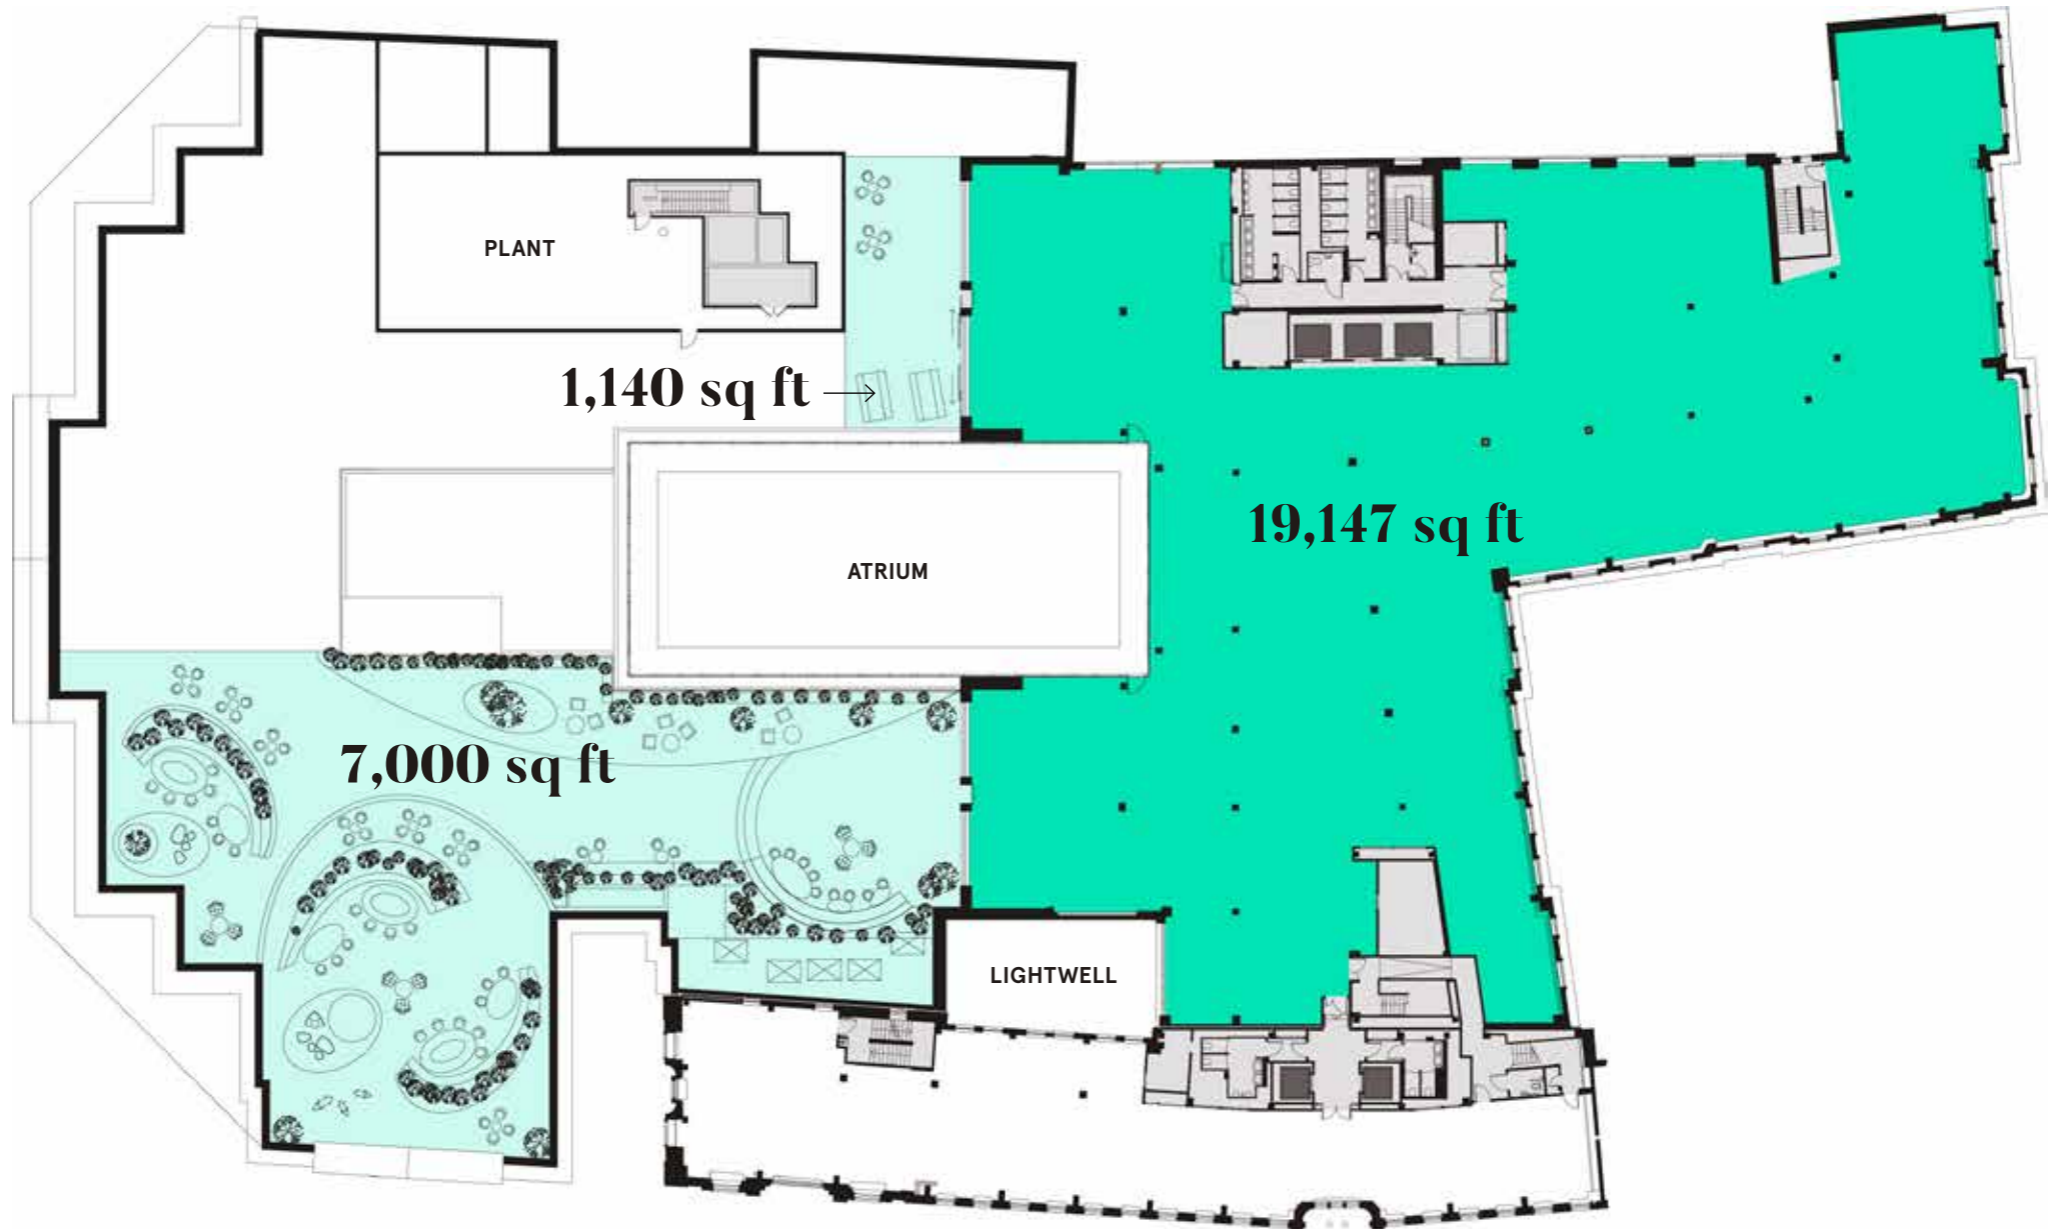 PLANT
1,140 sq ft
19,147 sq ft
ATRIUM
7,000 sq ft
LIGHTWELL